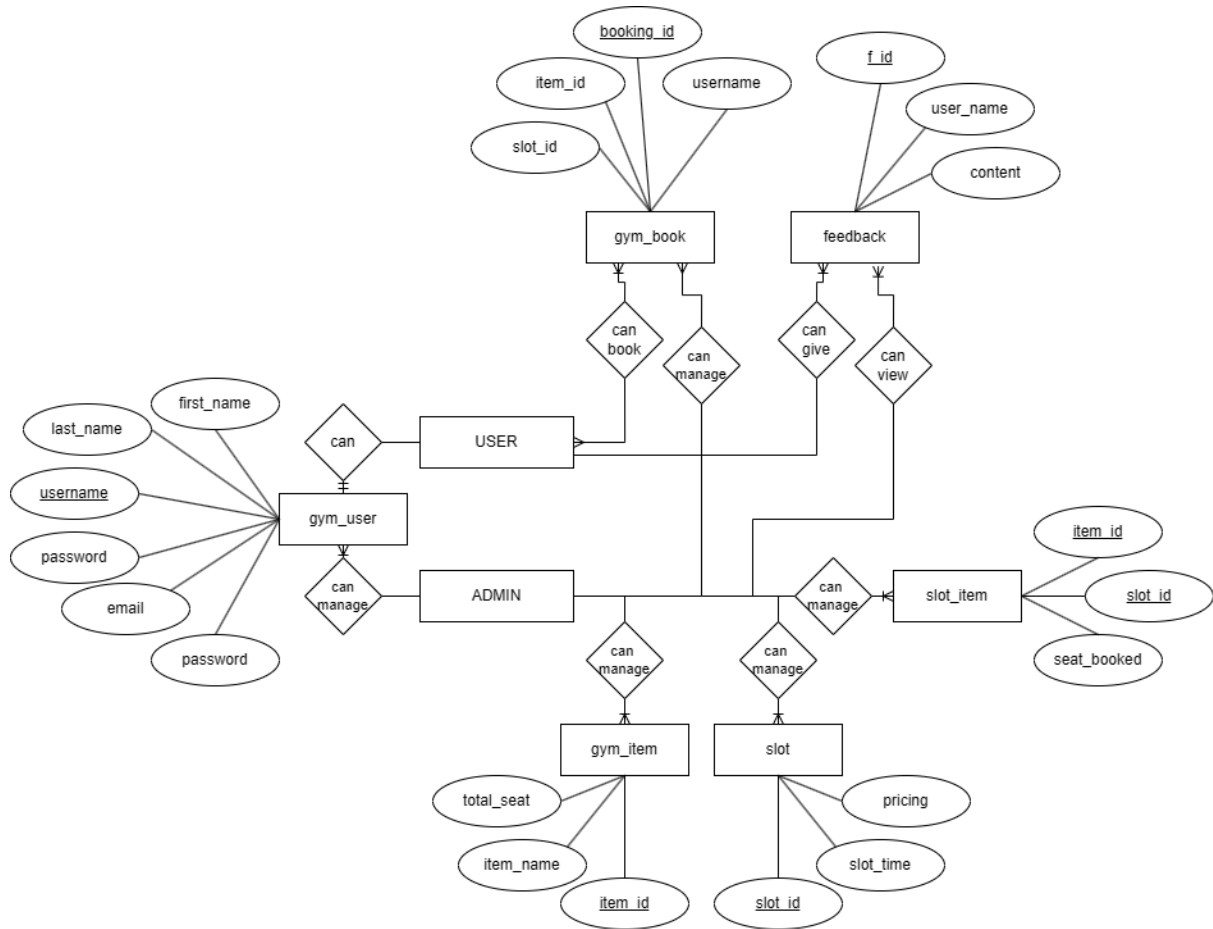 booking_id
f_id
item_id
username
user_name
slot_id
content
gym_book
feedback
can
book
can
manage
can
give
can
view
first_name
last_name
can
USER
username
gym_user
password
item_id
email
can
manage
ADMIN
can
manage
slot_item
slot_id
password
can
manage
can
manage
seat_booked
gym_item
slot
total_seat
pricing
item_name
slot_time
item_id
slot_id